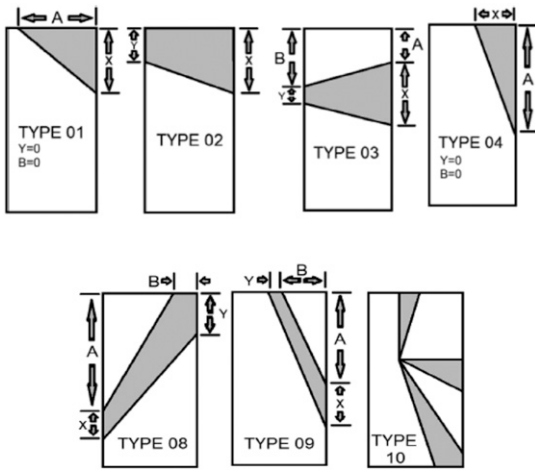 A
Y
X
TYPE 01
Y=0
B=0
Y
X
TYPE 02
B
A
Y
X
TYPE 03
X
A
TYPE 04
Y=0
B=0
B
A
Y
X
TYPE 08
Y
B
A
X
TYPE 09
TYPE
10